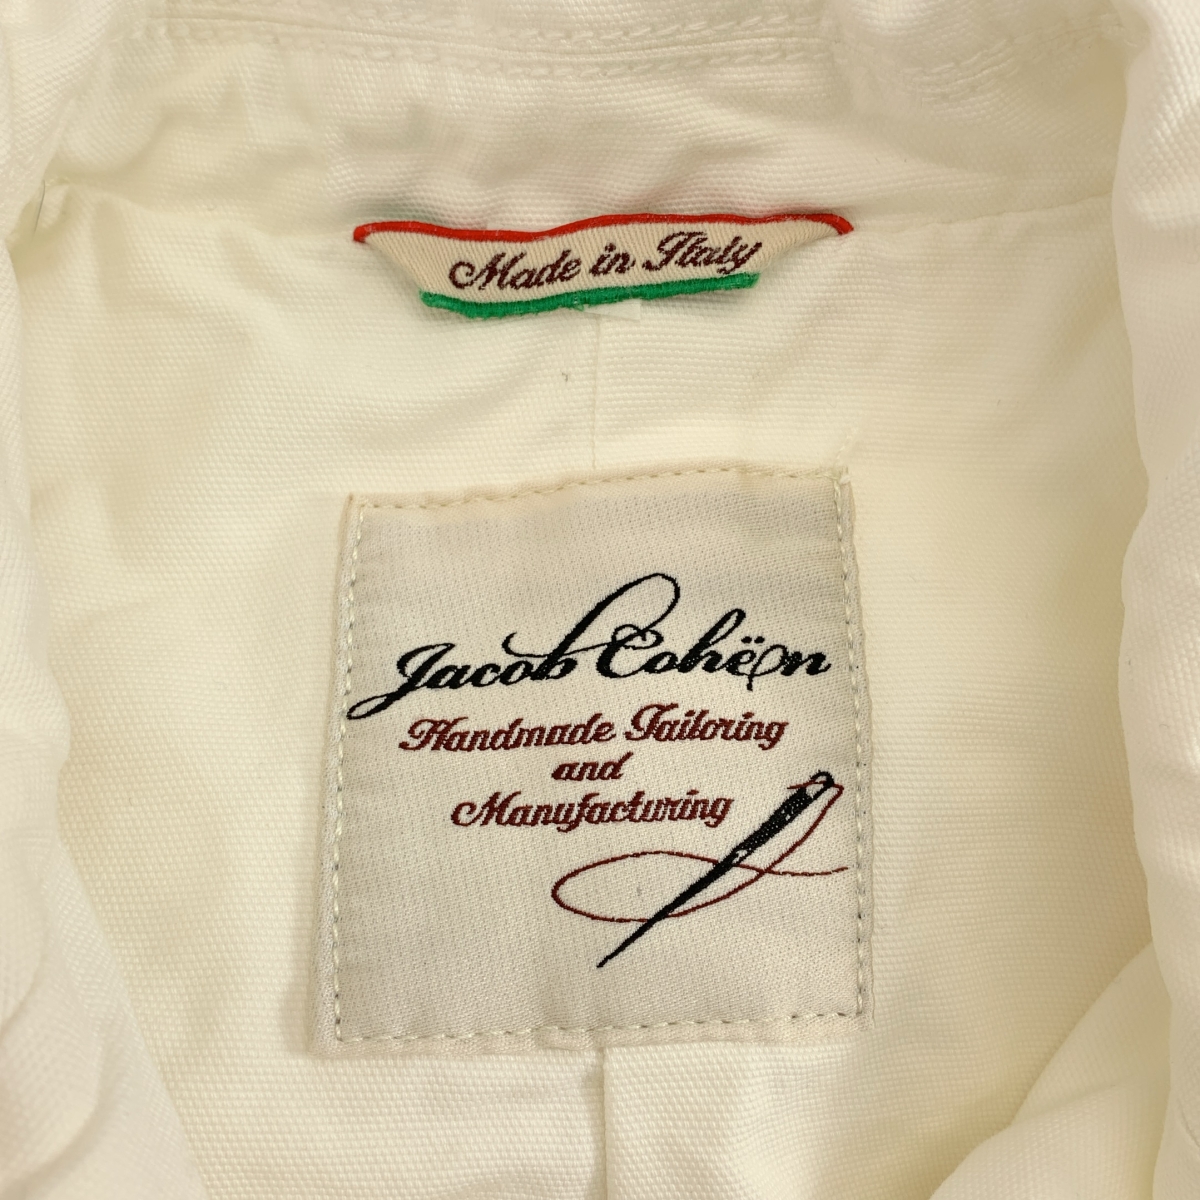 Made in Italy
Jacob Cohën
Handmade Tailoring
and
Manufacturing